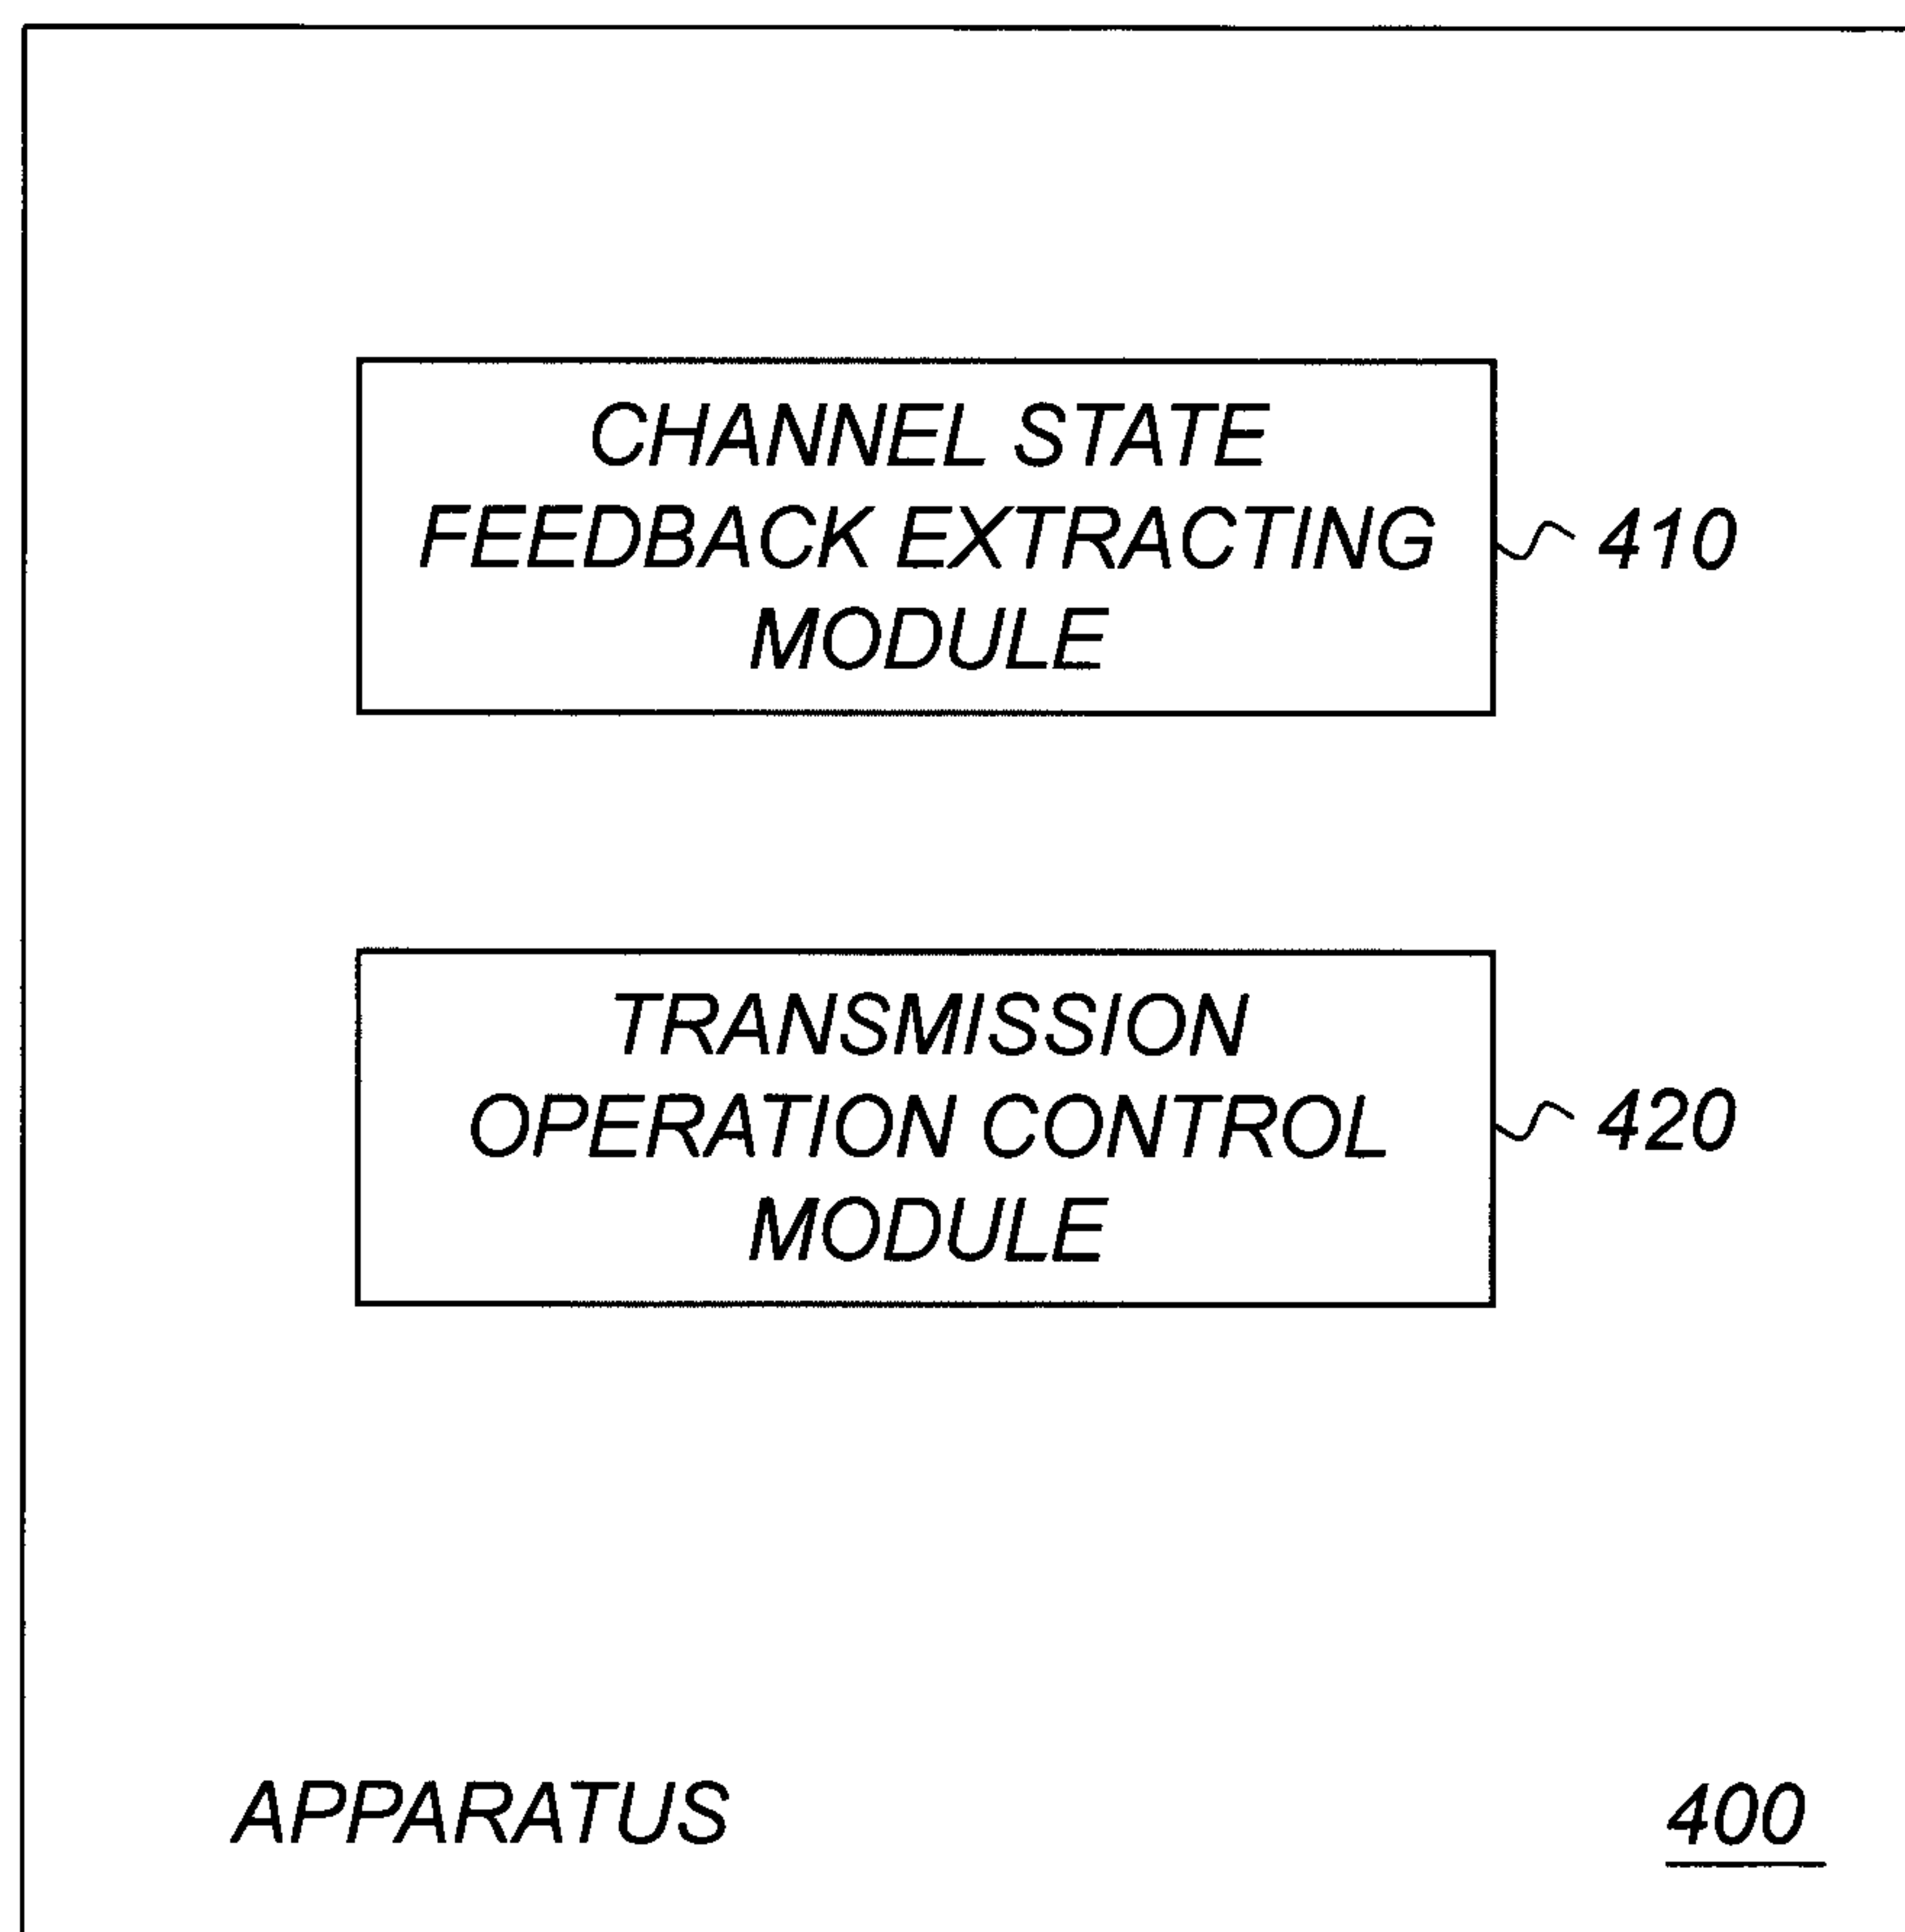 CHANNEL STATE
FEEDBACK EXTRACTING
MODULE
410
TRANSMISSION
OPERATION CONTROL
MODULE
420
APPARATUS
400